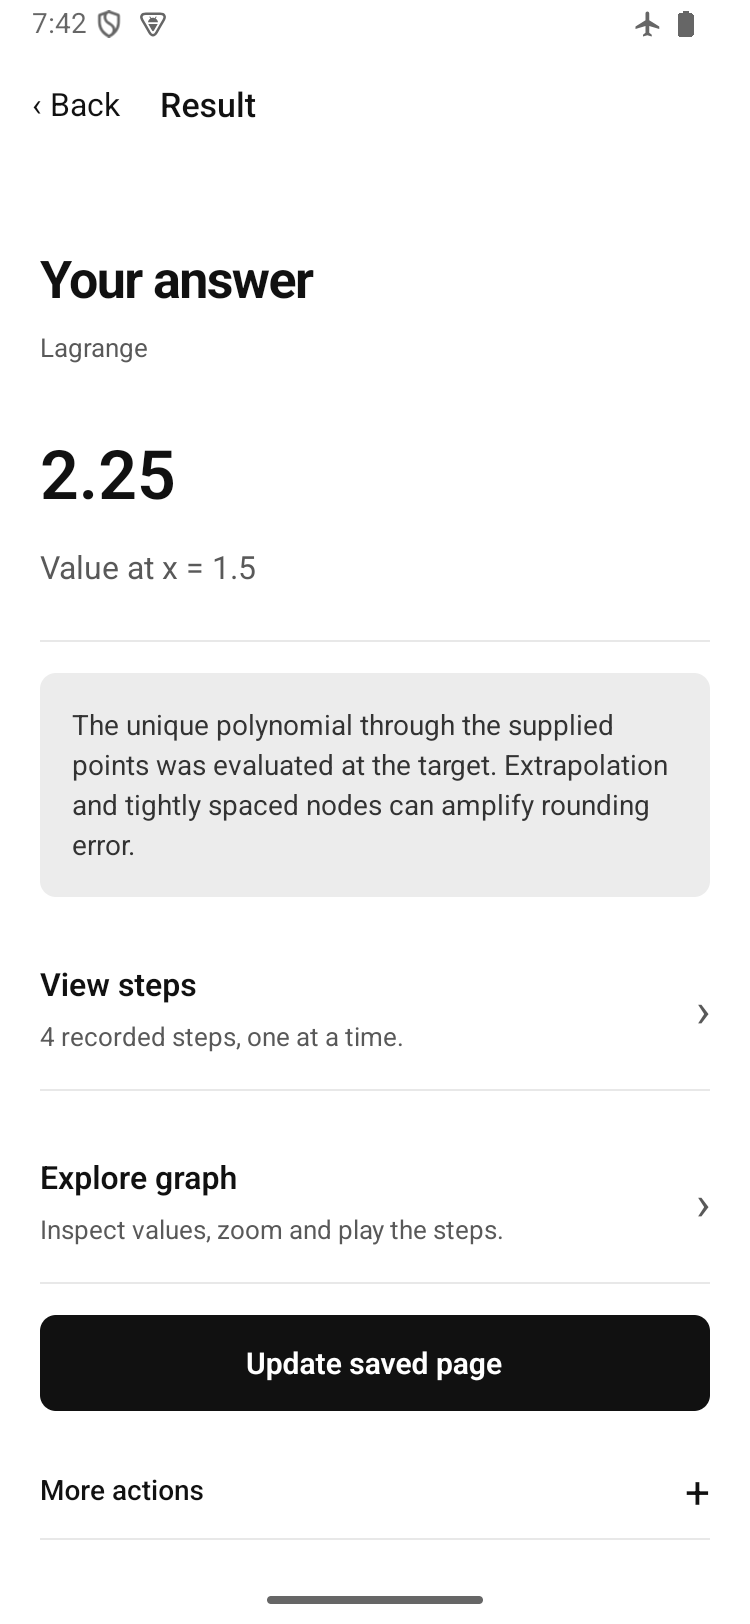 7:42
‹ Back Result
Your answer
Lagrange
2.25
Value at x = 1.5
The unique polynomial through the supplied
points was evaluated at the target. Extrapolation
and tightly spaced nodes can amplify rounding
error.
View steps
4 recorded steps, one at a time.
›
Explore graph
Inspect values, zoom and play the steps.
›
Update saved page
More actions +